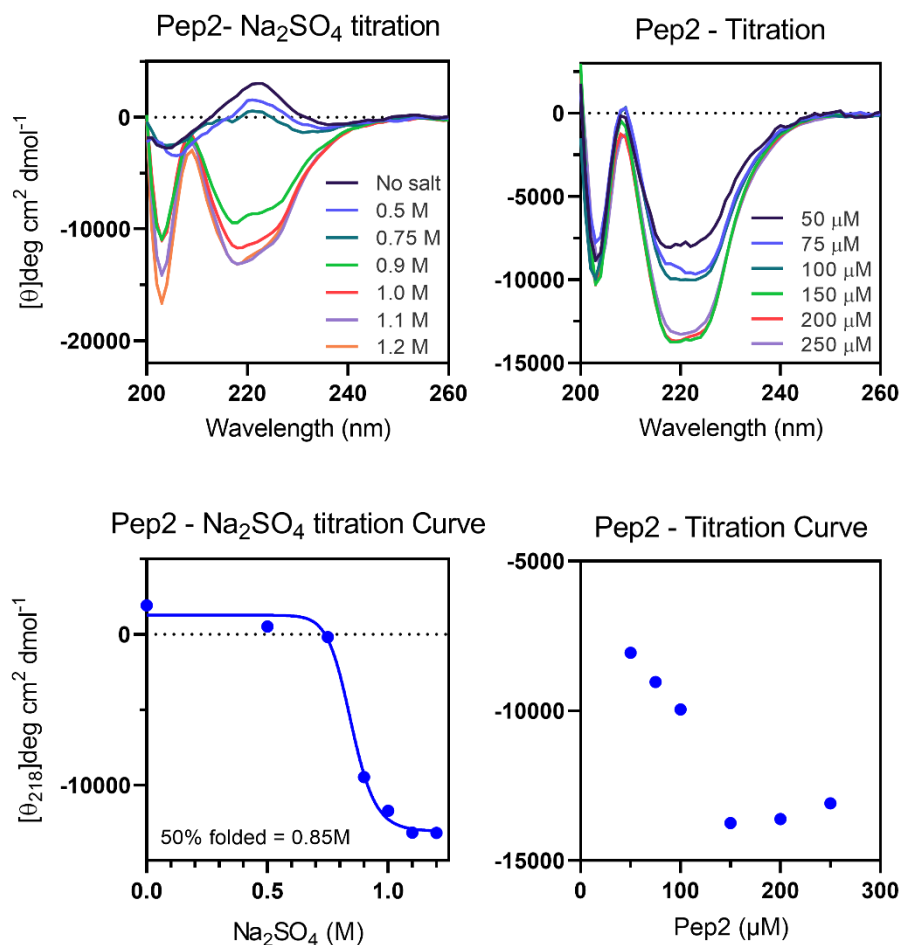 Pep2- Na₂SO₄ titration
[θ]deg cm² dmol⁻¹
0
-10000
-20000
No salt
0.5 M
0.75 M
0.9 M
1.0 M
1.1 M
1.2 M
200 220 240 260
Wavelength (nm)
Pep2 - Titration
0
-5000
-10000
-15000
50 µM
75 µM
100 µM
150 µM
200 µM
250 µM
200 220 240 260
Wavelength (nm)
Pep2 - Na₂SO₄ titration Curve
[θ₂₁₈]deg cm² dmol⁻¹
0
-10000
50% folded = 0.85M
0.0 0.5 1.0
Na₂SO₄ (M)
Pep2 - Titration Curve
-5000
-10000
-15000
0 100 200 300
Pep2 (µM)